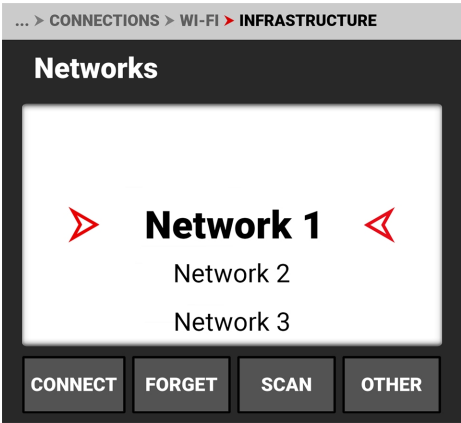 ... > CONNECTIONS > WI-FI > INFRASTRUCTURE
Networks
Network 1
Network 2
Network 3
CONNECT FORGET SCAN OTHER